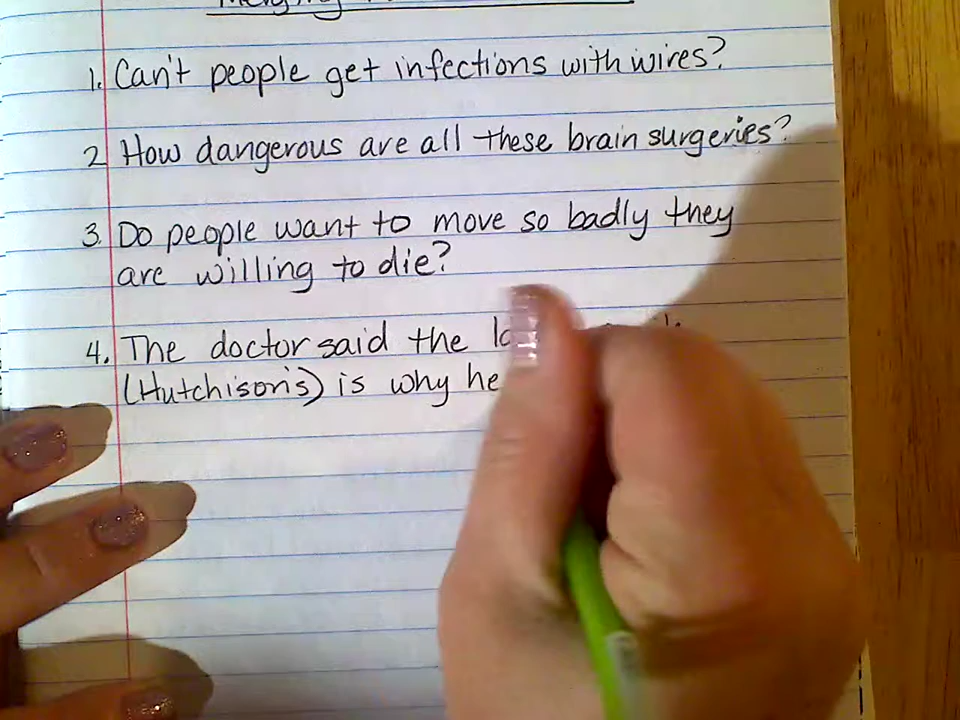 Merging
1. Can't people get infections with wires?
2 How dangerous are all these brain surgeries?
3. Do people want to move so badly they
are willing to die?
4. The doctor said the
(Hutchison's) is why he